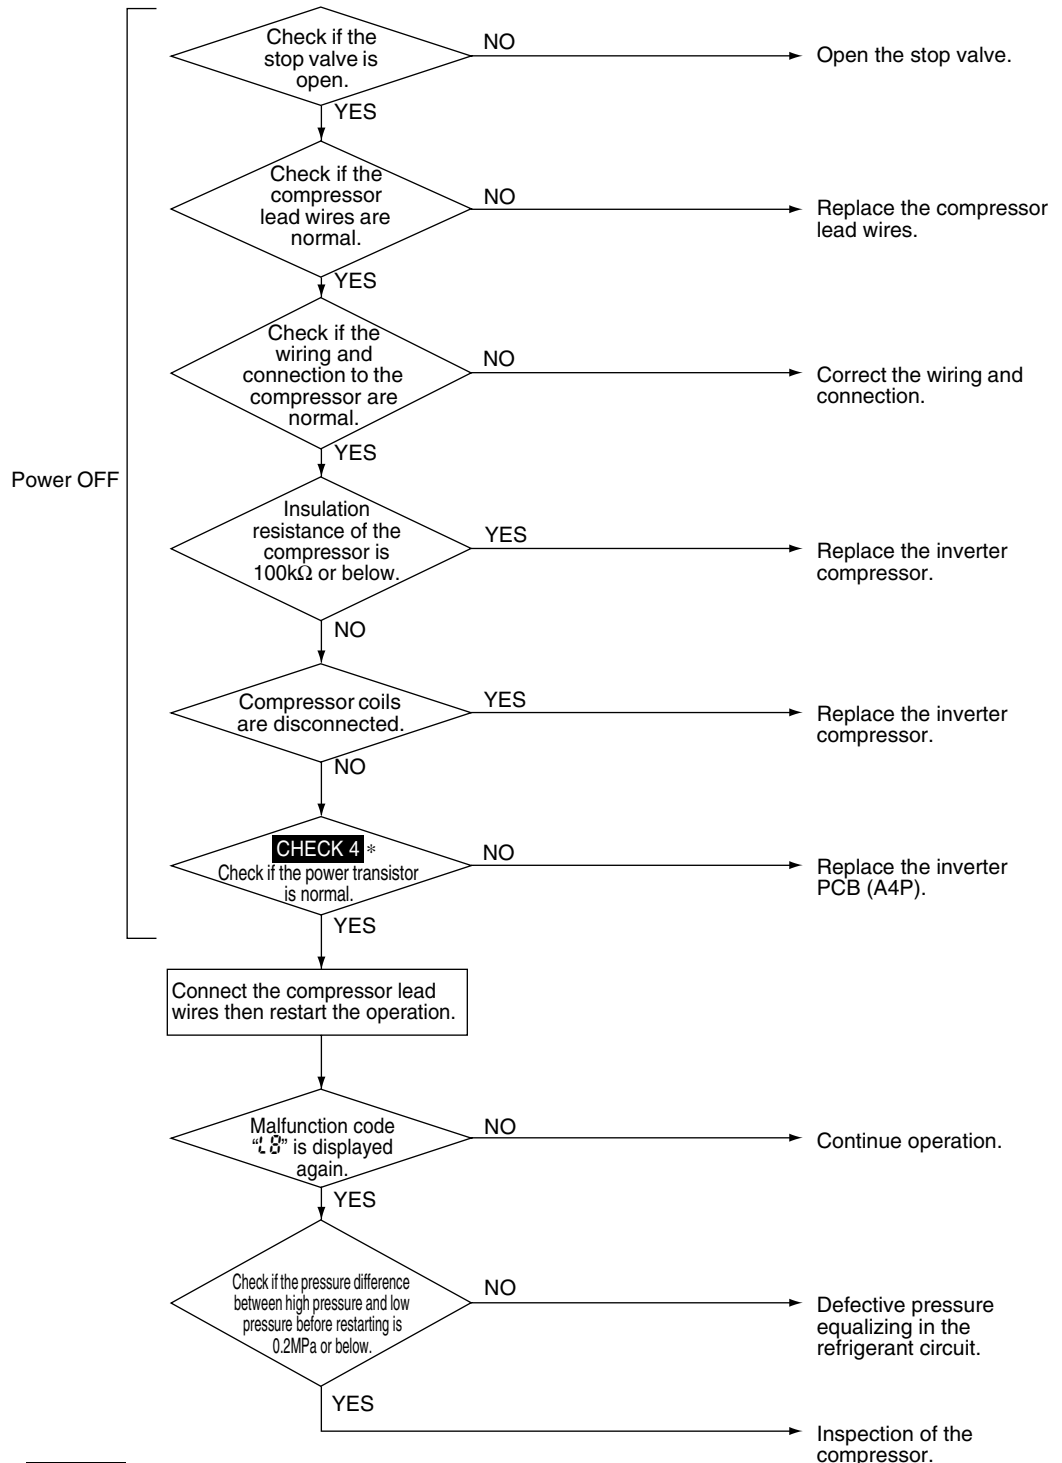 Check if the
stop valve is
open.
NO
Open the stop valve.
YES
Check if the
compressor
lead wires are
normal.
NO
Replace the compressor
lead wires.
YES
Check if the
wiring and
connection to the
compressor are
normal.
NO
Correct the wiring and
connection.
YES
Power OFF
Insulation
resistance of the
compressor is
100kΩ or below.
YES
Replace the inverter
compressor.
NO
Compressor coils
are disconnected.
YES
Replace the inverter
compressor.
NO
CHECK 4 *
Check if the power transistor
is normal.
NO
Replace the inverter
PCB (A4P).
YES
Connect the compressor lead
wires then restart the operation.
Malfunction code
“L8” is displayed
again.
NO
Continue operation.
YES
Check if the pressure difference
between high pressure and low
pressure before restarting is
0.2MPa or below.
NO
Defective pressure
equalizing in the
refrigerant circuit.
YES
Inspection of the
compressor.